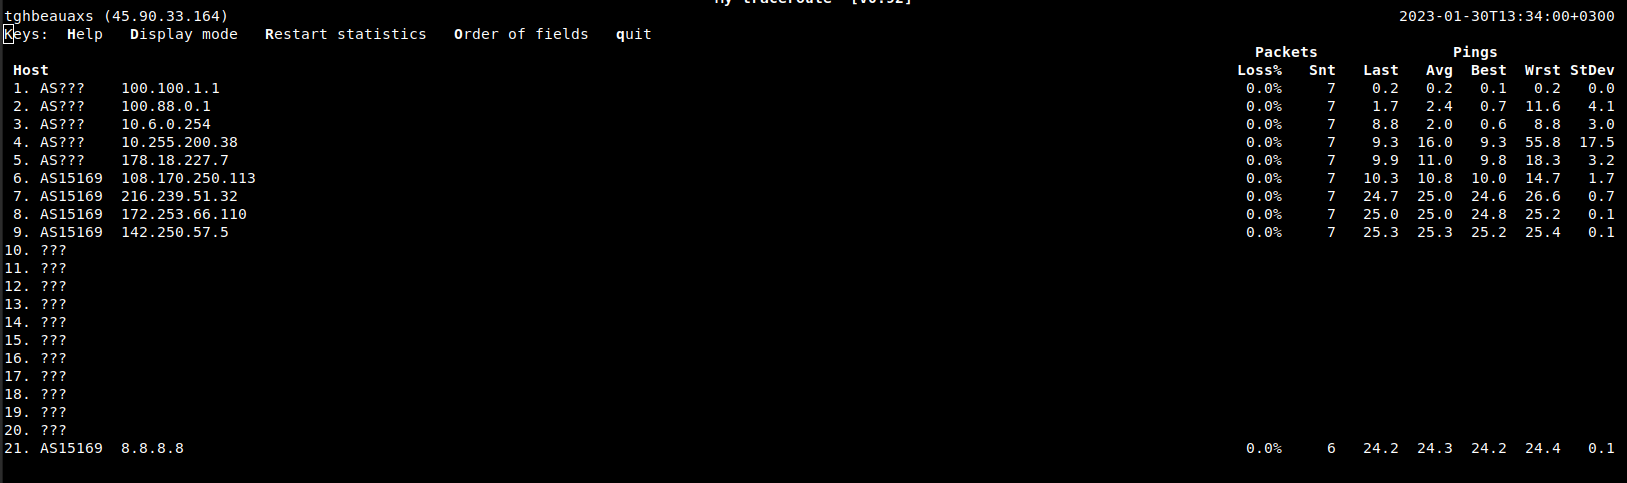 My traceroute [v0.92]
tghbeauaxs (45.90.33.164) 2023-01-30T13:34:00+0300
Keys: Help Display mode Restart statistics Order of fields quit
Packets Pings
Host Loss% Snt Last Avg Best Wrst StDev
1. AS??? 100.100.1.1 0.0% 7 0.2 0.2 0.1 0.2 0.0
2. AS??? 100.88.0.1 0.0% 7 1.7 2.4 0.7 11.6 4.1
3. AS??? 10.6.0.254 0.0% 7 8.8 2.0 0.6 8.8 3.0
4. AS??? 10.255.200.38 0.0% 7 9.3 16.0 9.3 55.8 17.5
5. AS??? 178.18.227.7 0.0% 7 9.9 11.0 9.8 18.3 3.2
6. AS15169 108.170.250.113 0.0% 7 10.3 10.8 10.0 14.7 1.7
7. AS15169 216.239.51.32 0.0% 7 24.7 25.0 24.6 26.6 0.7
8. AS15169 172.253.66.110 0.0% 7 25.0 25.0 24.8 25.2 0.1
9. AS15169 142.250.57.5 0.0% 7 25.3 25.3 25.2 25.4 0.1
10. ???
11. ???
12. ???
13. ???
14. ???
15. ???
16. ???
17. ???
18. ???
19. ???
20. ???
21. AS15169 8.8.8.8 0.0% 6 24.2 24.3 24.2 24.4 0.1